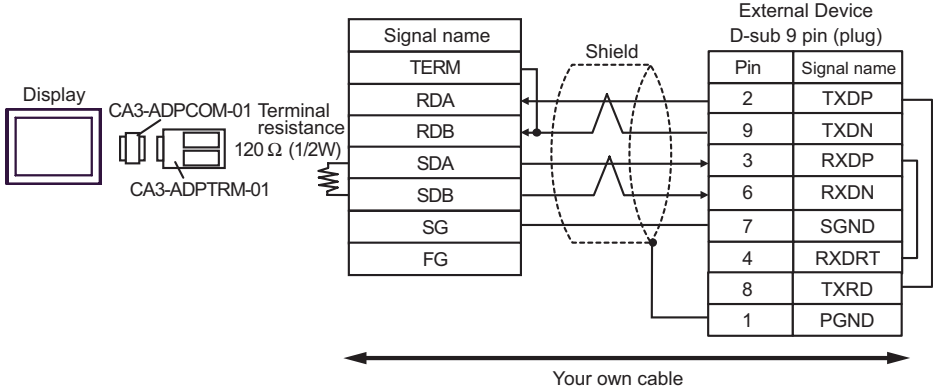 External Device
D-sub 9 pin (plug)
Signal name
Shield
Pin Signal name
TERM
RDA
RDB
SDA
SDB
SG
FG
2 TXDP
9 TXDN
3 RXDP
6 RXDN
7 SGND
4 RXDRT
8 TXRD
1 PGND
Display
CA3-ADPCOM-01
CA3-ADPTRM-01
Terminal
resistance
120 Ω (1/2W)
Your own cable